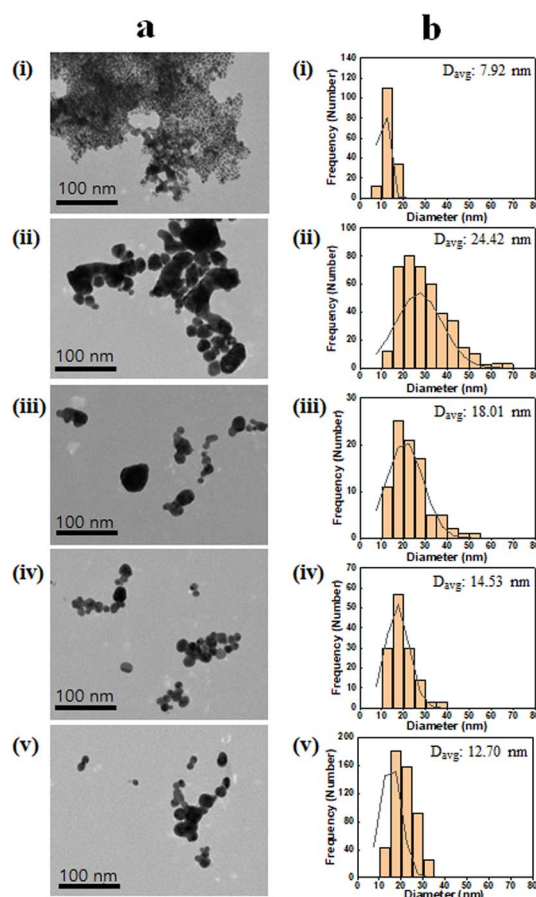 a b
(i)
100 nm
(i)
Davg: 7.92 nm
Frequency (Number)
140
120
100
80
60
40
20
0
0 10 20 30 40 50 60 70 80
Diameter (nm)
(ii)
100 nm
(ii)
Davg: 24.42 nm
Frequency (Number)
100
80
60
40
20
0
0 10 20 30 40 50 60 70 80
Diameter (nm)
(iii)
100 nm
(iii)
Davg: 18.01 nm
Frequency (Number)
30
20
10
0
0 10 20 30 40 50 60 70 80
Diameter (nm)
(iv)
100 nm
(iv)
Davg: 14.53 nm
Frequency (Number)
70
60
50
40
30
20
10
0
0 10 20 30 40 50 60 70 80
Diameter (nm)
(v)
100 nm
(v)
Davg: 12.70 nm
Frequency (Number)
200
160
120
80
40
0
0 10 20 30 40 50 60 70 80
Diameter (nm)